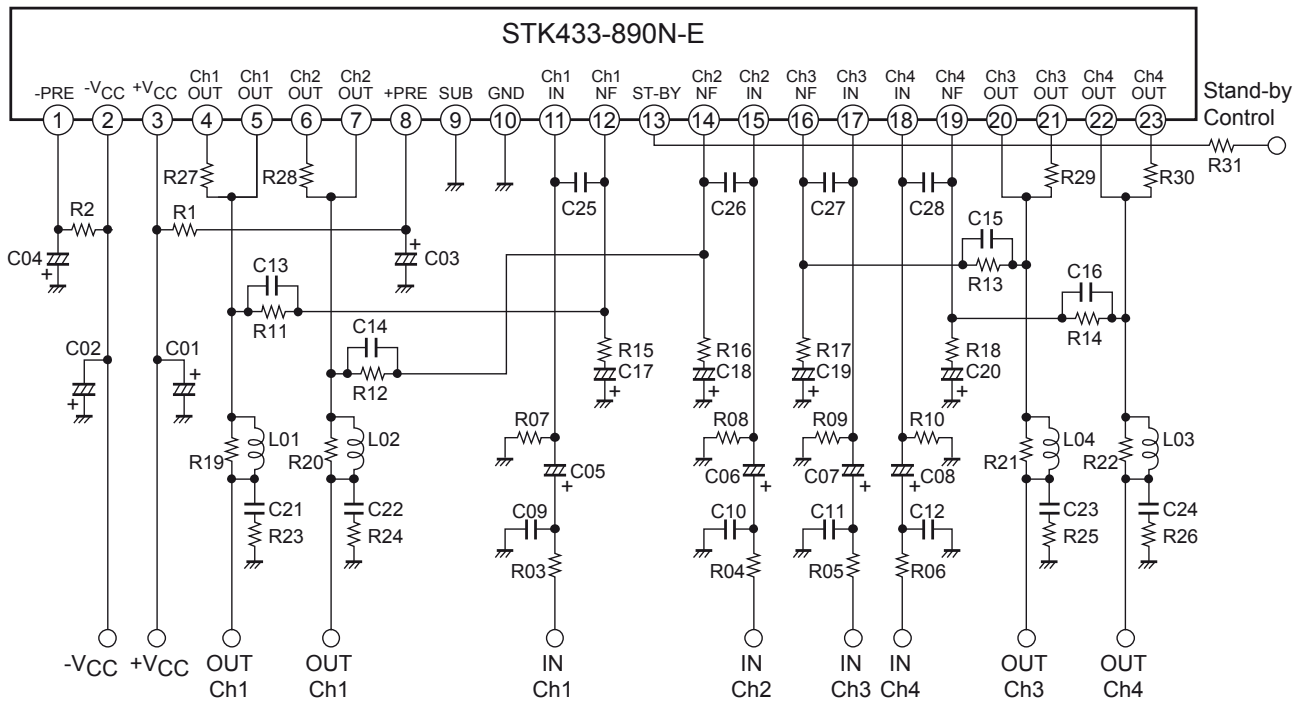 STK433-890N-E
-PRE -VCC +VCC Ch1 OUT Ch1 OUT Ch2 OUT Ch2 OUT +PRE SUB GND Ch1 IN Ch1 NF ST-BY Ch2 NF Ch2 IN Ch3 NF Ch3 IN Ch4 IN Ch4 NF Ch3 OUT Ch3 OUT Ch4 OUT Ch4 OUT
1 2 3 4 5 6 7 8 9 10 11 12 13 14 15 16 17 18 19 20 21 22 23
Stand-by
Control
R31
R27 R28 R29 R30
C25 C26 C27 C28
R2 R1 C15
C04 + + C03 R13
C13 C16
R11 R14
C14
C02 C01 R15 R16 R17 R18
+ + R12 C17 C18 C19 C20
+ + + +
R07 R08 R09 R10
L01 L02 L04 L03
R19 R20 R21 R22
C05 C06 C07 C08
+ + + +
C21 C22 C09 C10 C11 C12 C23 C24
R23 R24 R25 R26
R03 R04 R05 R06
-VCC +VCC OUT OUT IN IN IN IN OUT OUT
Ch1 Ch1 Ch1 Ch2 Ch3 Ch4 Ch3 Ch4